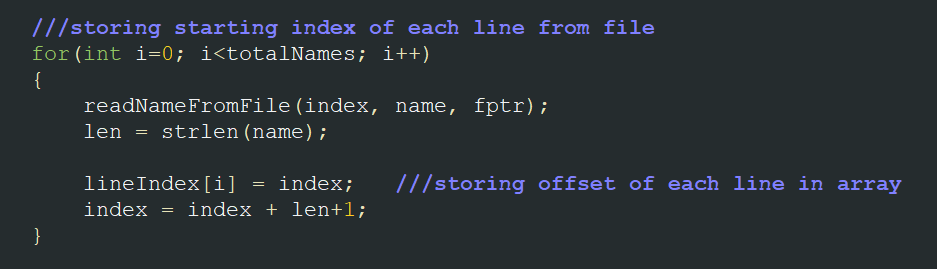 ///storing starting index of each line from file
for(int i=0; i<totalNames; i++)
{
    readNameFromFile(index, name, fptr);
    len = strlen(name);

    lineIndex[i] = index;   ///storing offset of each line in array
    index = index + len+1;
}